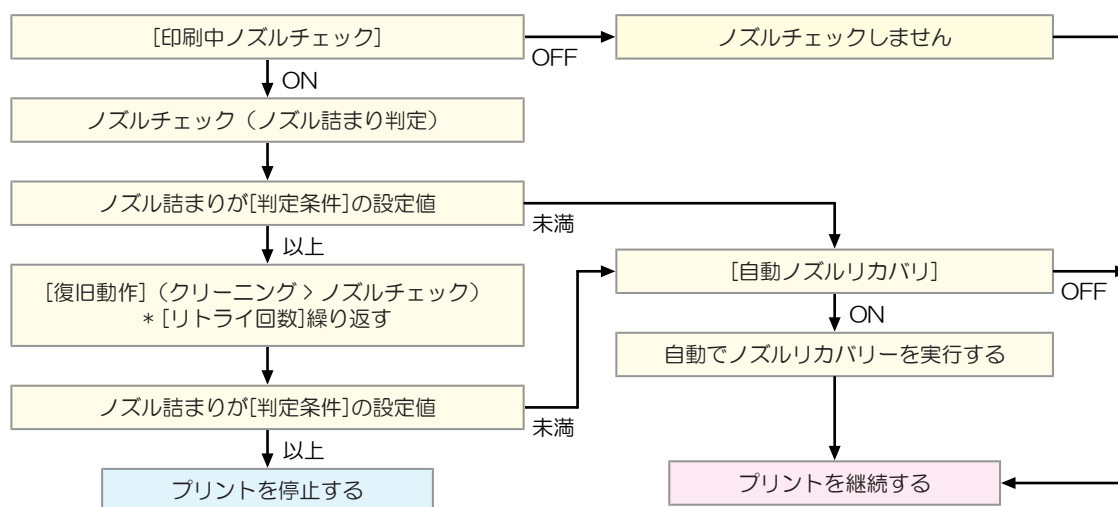 [印刷中ノズルチェック]
OFF
ノズルチェックしません
ON
ノズルチェック（ノズル詰まり判定）
ノズル詰まりが[判定条件]の設定値
未満
以上
[復旧動作]（クリーニング > ノズルチェック）
* [リトライ回数]繰り返す
[自動ノズルリカバリ]
OFF
ON
自動でノズルリカバリーを実行する
ノズル詰まりが[判定条件]の設定値
未満
以上
プリントを停止する
プリントを継続する